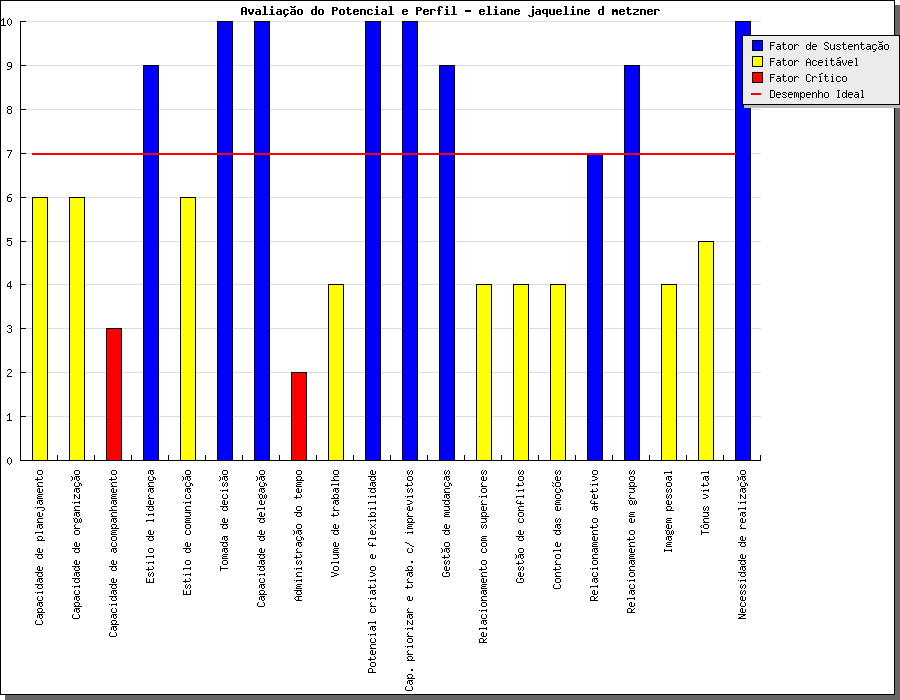 Avaliação do Potencial e Perfil - eliane jaqueline d metzner
Fator de Sustentação
Fator Aceitável
Fator Crítico
Desempenho Ideal
10
9
8
7
6
5
4
3
2
1
0
Capacidade de planejamento
Capacidade de organização
Capacidade de acompanhamento
Estilo de liderança
Estilo de comunicação
Tomada de decisão
Capacidade de delegação
Administração do tempo
Volume de trabalho
Potencial criativo e flexibilidade
Cap. priorizar e trab. c/ imprevistos
Gestão de mudanças
Relacionamento com superiores
Gestão de conflitos
Controle das emoções
Relacionamento afetivo
Relacionamento em grupos
Imagem pessoal
Tônus vital
Necessidade de realização